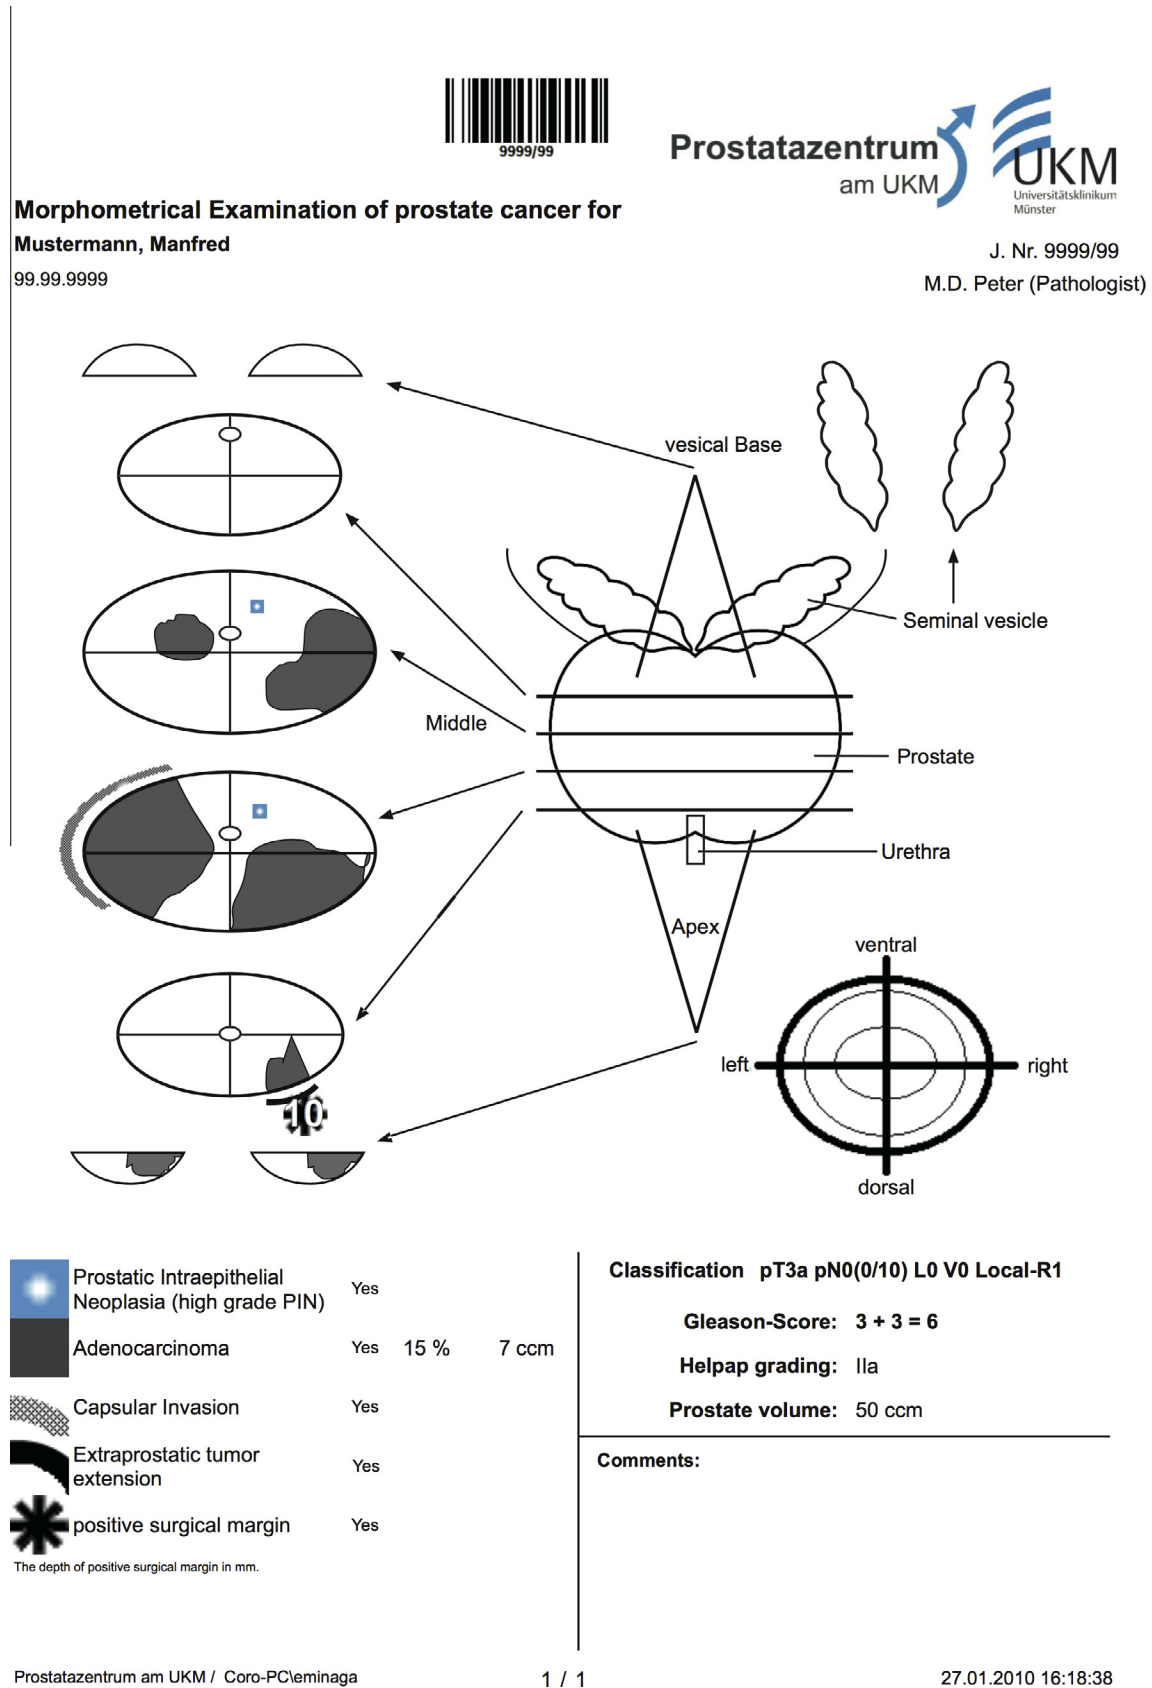 9999/99
Prostatazentrum
am UKM
UKM
Universitätsklinikum
Münster
Morphometrical Examination of prostate cancer for
Mustermann, Manfred
99.99.9999
J. Nr. 9999/99
M.D. Peter (Pathologist)
vesical Base
Seminal vesicle
Middle
Prostate
Urethra
Apex
ventral
left
right
dorsal
10
Prostatic Intraepithelial
Neoplasia (high grade PIN) Yes
Adenocarcinoma Yes 15 % 7 ccm
Capsular Invasion Yes
Extraprostatic tumor
extension Yes
positive surgical margin Yes
The depth of positive surgical margin in mm.
Classification pT3a pN0(0/10) L0 V0 Local-R1
Gleason-Score: 3 + 3 = 6
Helpap grading: IIa
Prostate volume: 50 ccm
Comments:
Prostatazentrum am UKM / Coro-PC\eminaga
1 / 1
27.01.2010 16:18:38